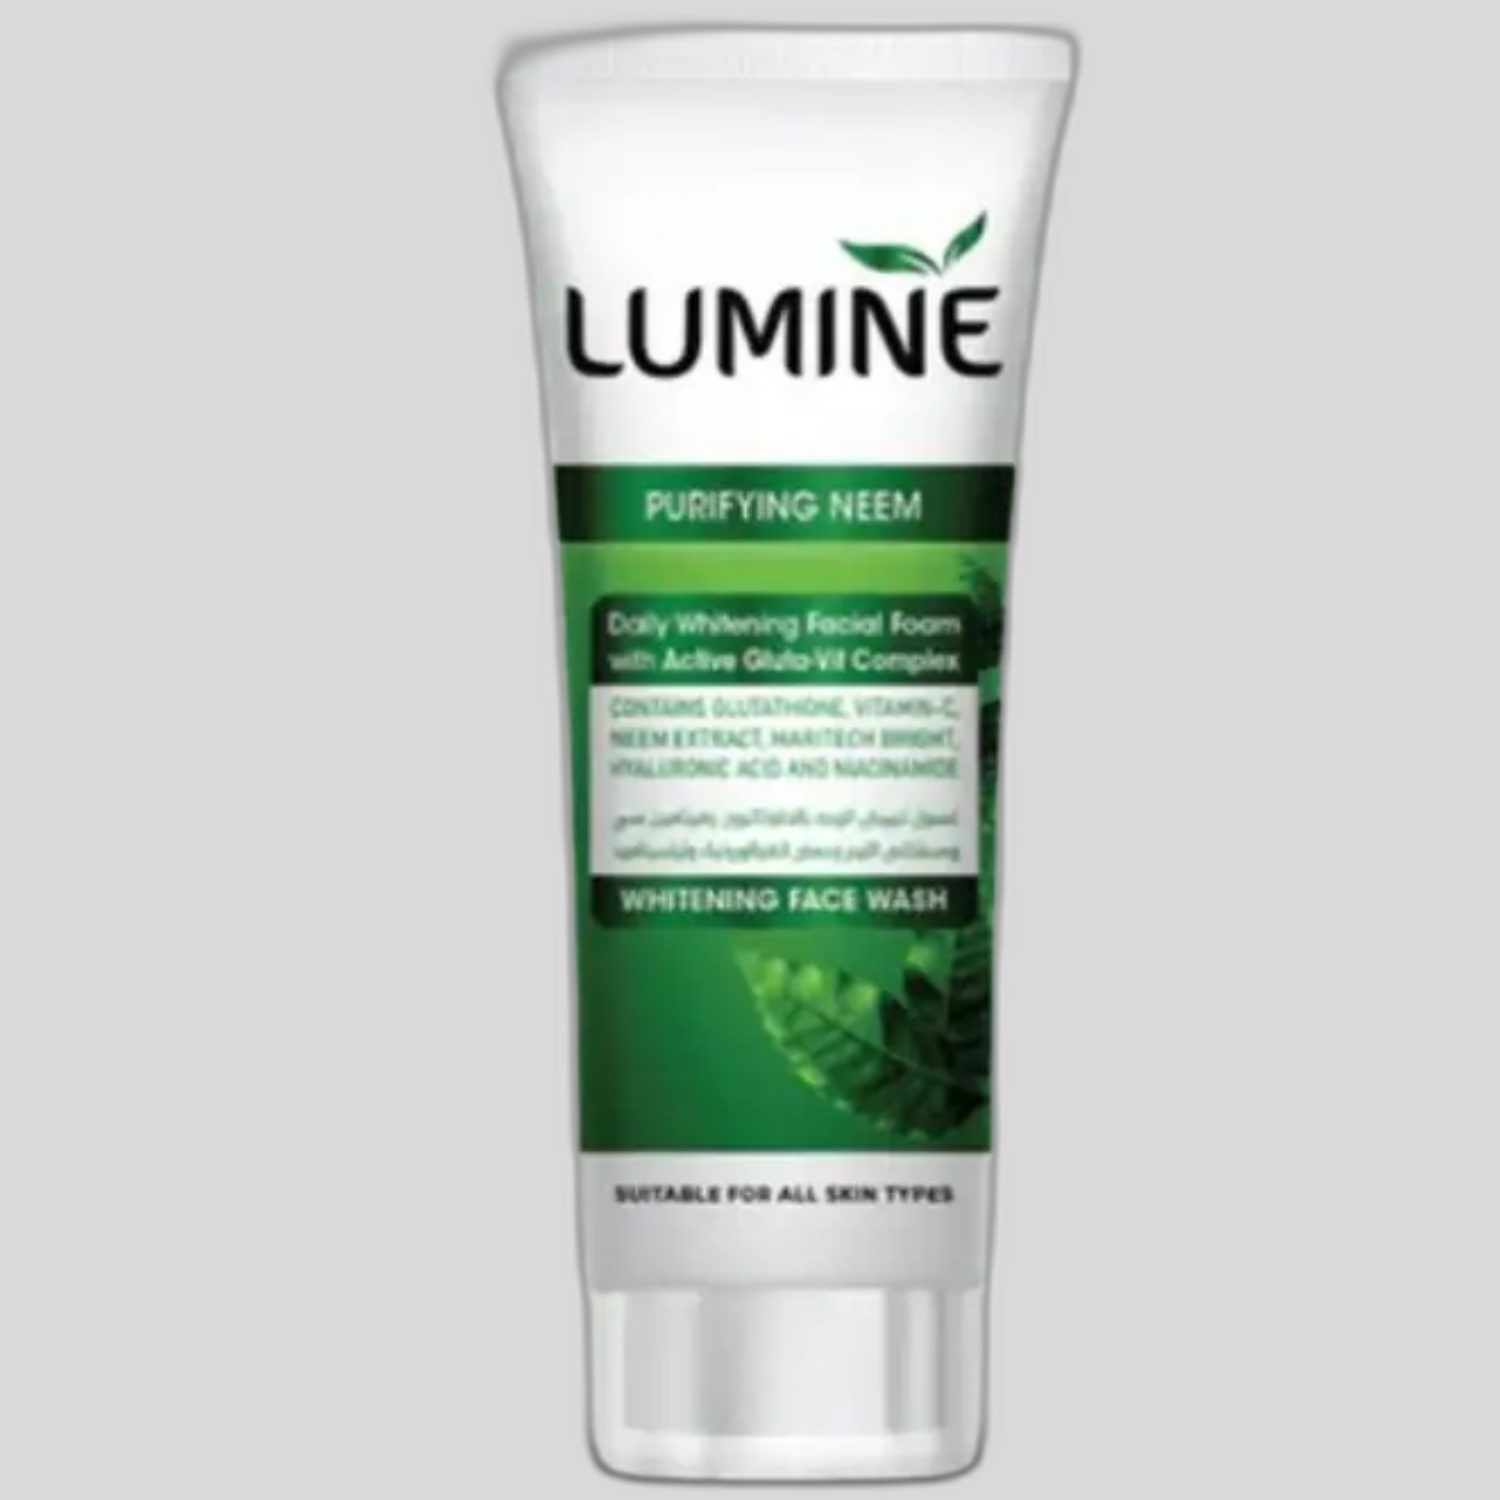 LUMINE
PURIFYING NEEM
Daily Whitening Facial Foam
with Active Gluta-Vit Complex
CONTAINS GLUTATHIONE, VITAMIN-C,
NEEM EXTRACT, MARITECH BRIGHT,
HYALURONIC ACID AND NIACINAMIDE
WHITENING FACE WASH
SUITABLE FOR ALL SKIN TYPES